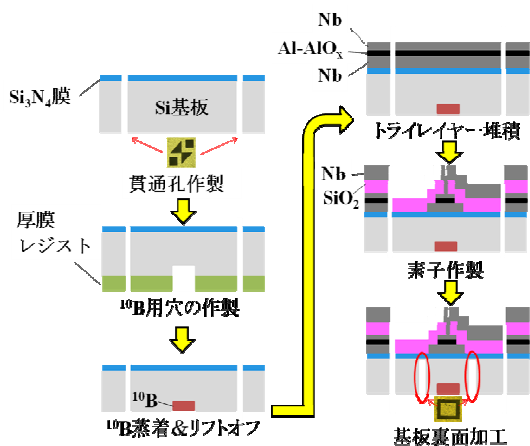 Si₃N₄膜
Si基板
貫通孔作製
厚膜
レジスト
¹⁰B用穴の作製
¹⁰B
¹⁰B蒸着&リフトオフ
Nb
Al-AlOₓ
Nb
トライレイヤー・堆積
Nb
SiO₂
素子作製
基板裏面加工